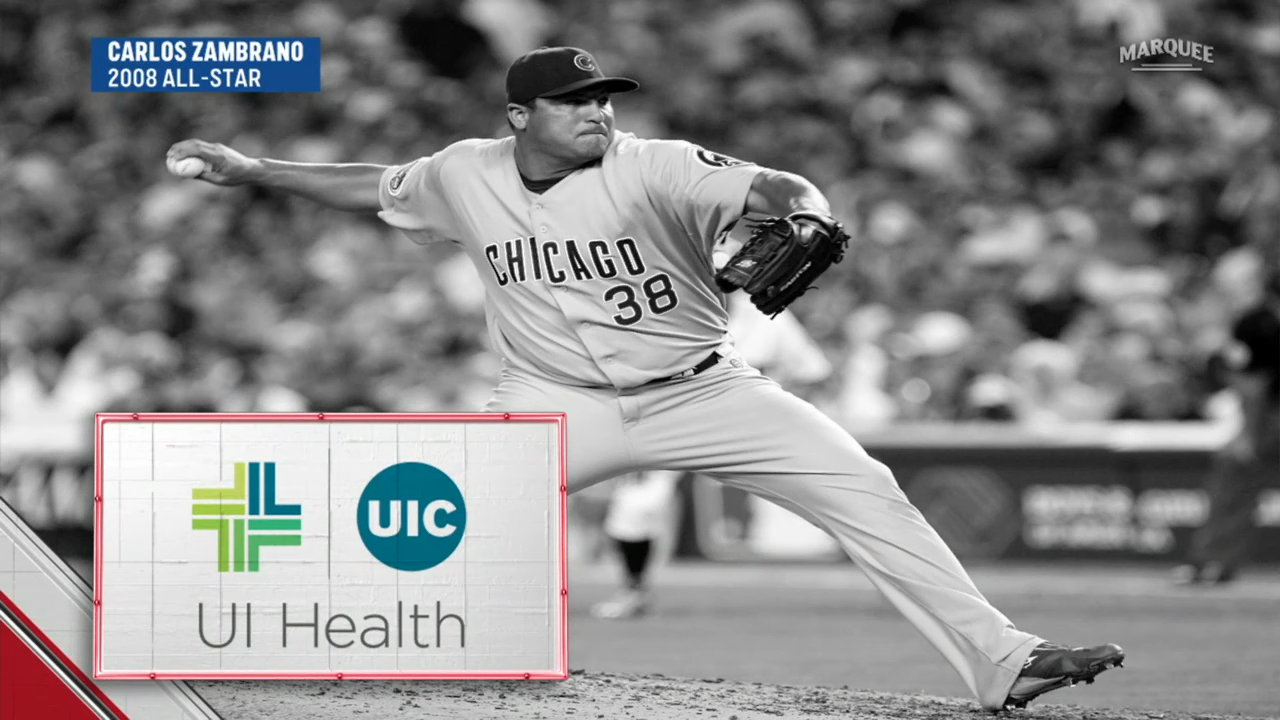 CARLOS ZAMBRANO
2008 ALL-STAR
MARQUEE
C
CHICAGO
38
UIC
UI Health